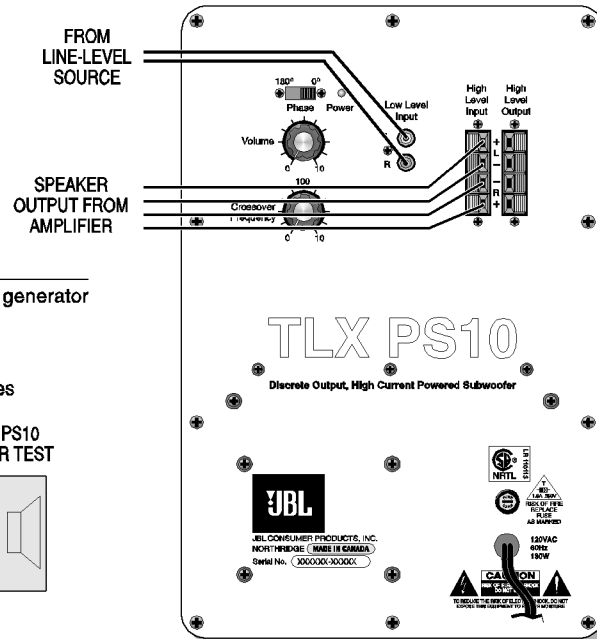 FROM
LINE-LEVEL
SOURCE
180° 0°
Phase Power
Low Level
Input
R
High
Level
Input
High
Level
Output
+
L
−
−
R
+
Volume
0 10
100
SPEAKER
OUTPUT FROM
AMPLIFIER
Crossover
Frequency
0 10
generator
es
PS10
R TEST
TLX PS10
Discrete Output, High Current Powered Subwoofer
JBL
JBL CONSUMER PRODUCTS, INC.
NORTHRIDGE MADE IN CANADA
Serial No. XXXXXX-XXXXX
NRTL
RISK OF FIRE
REPLACE
FUSE
AS MARKED
120VAC
60Hz
CAUTION